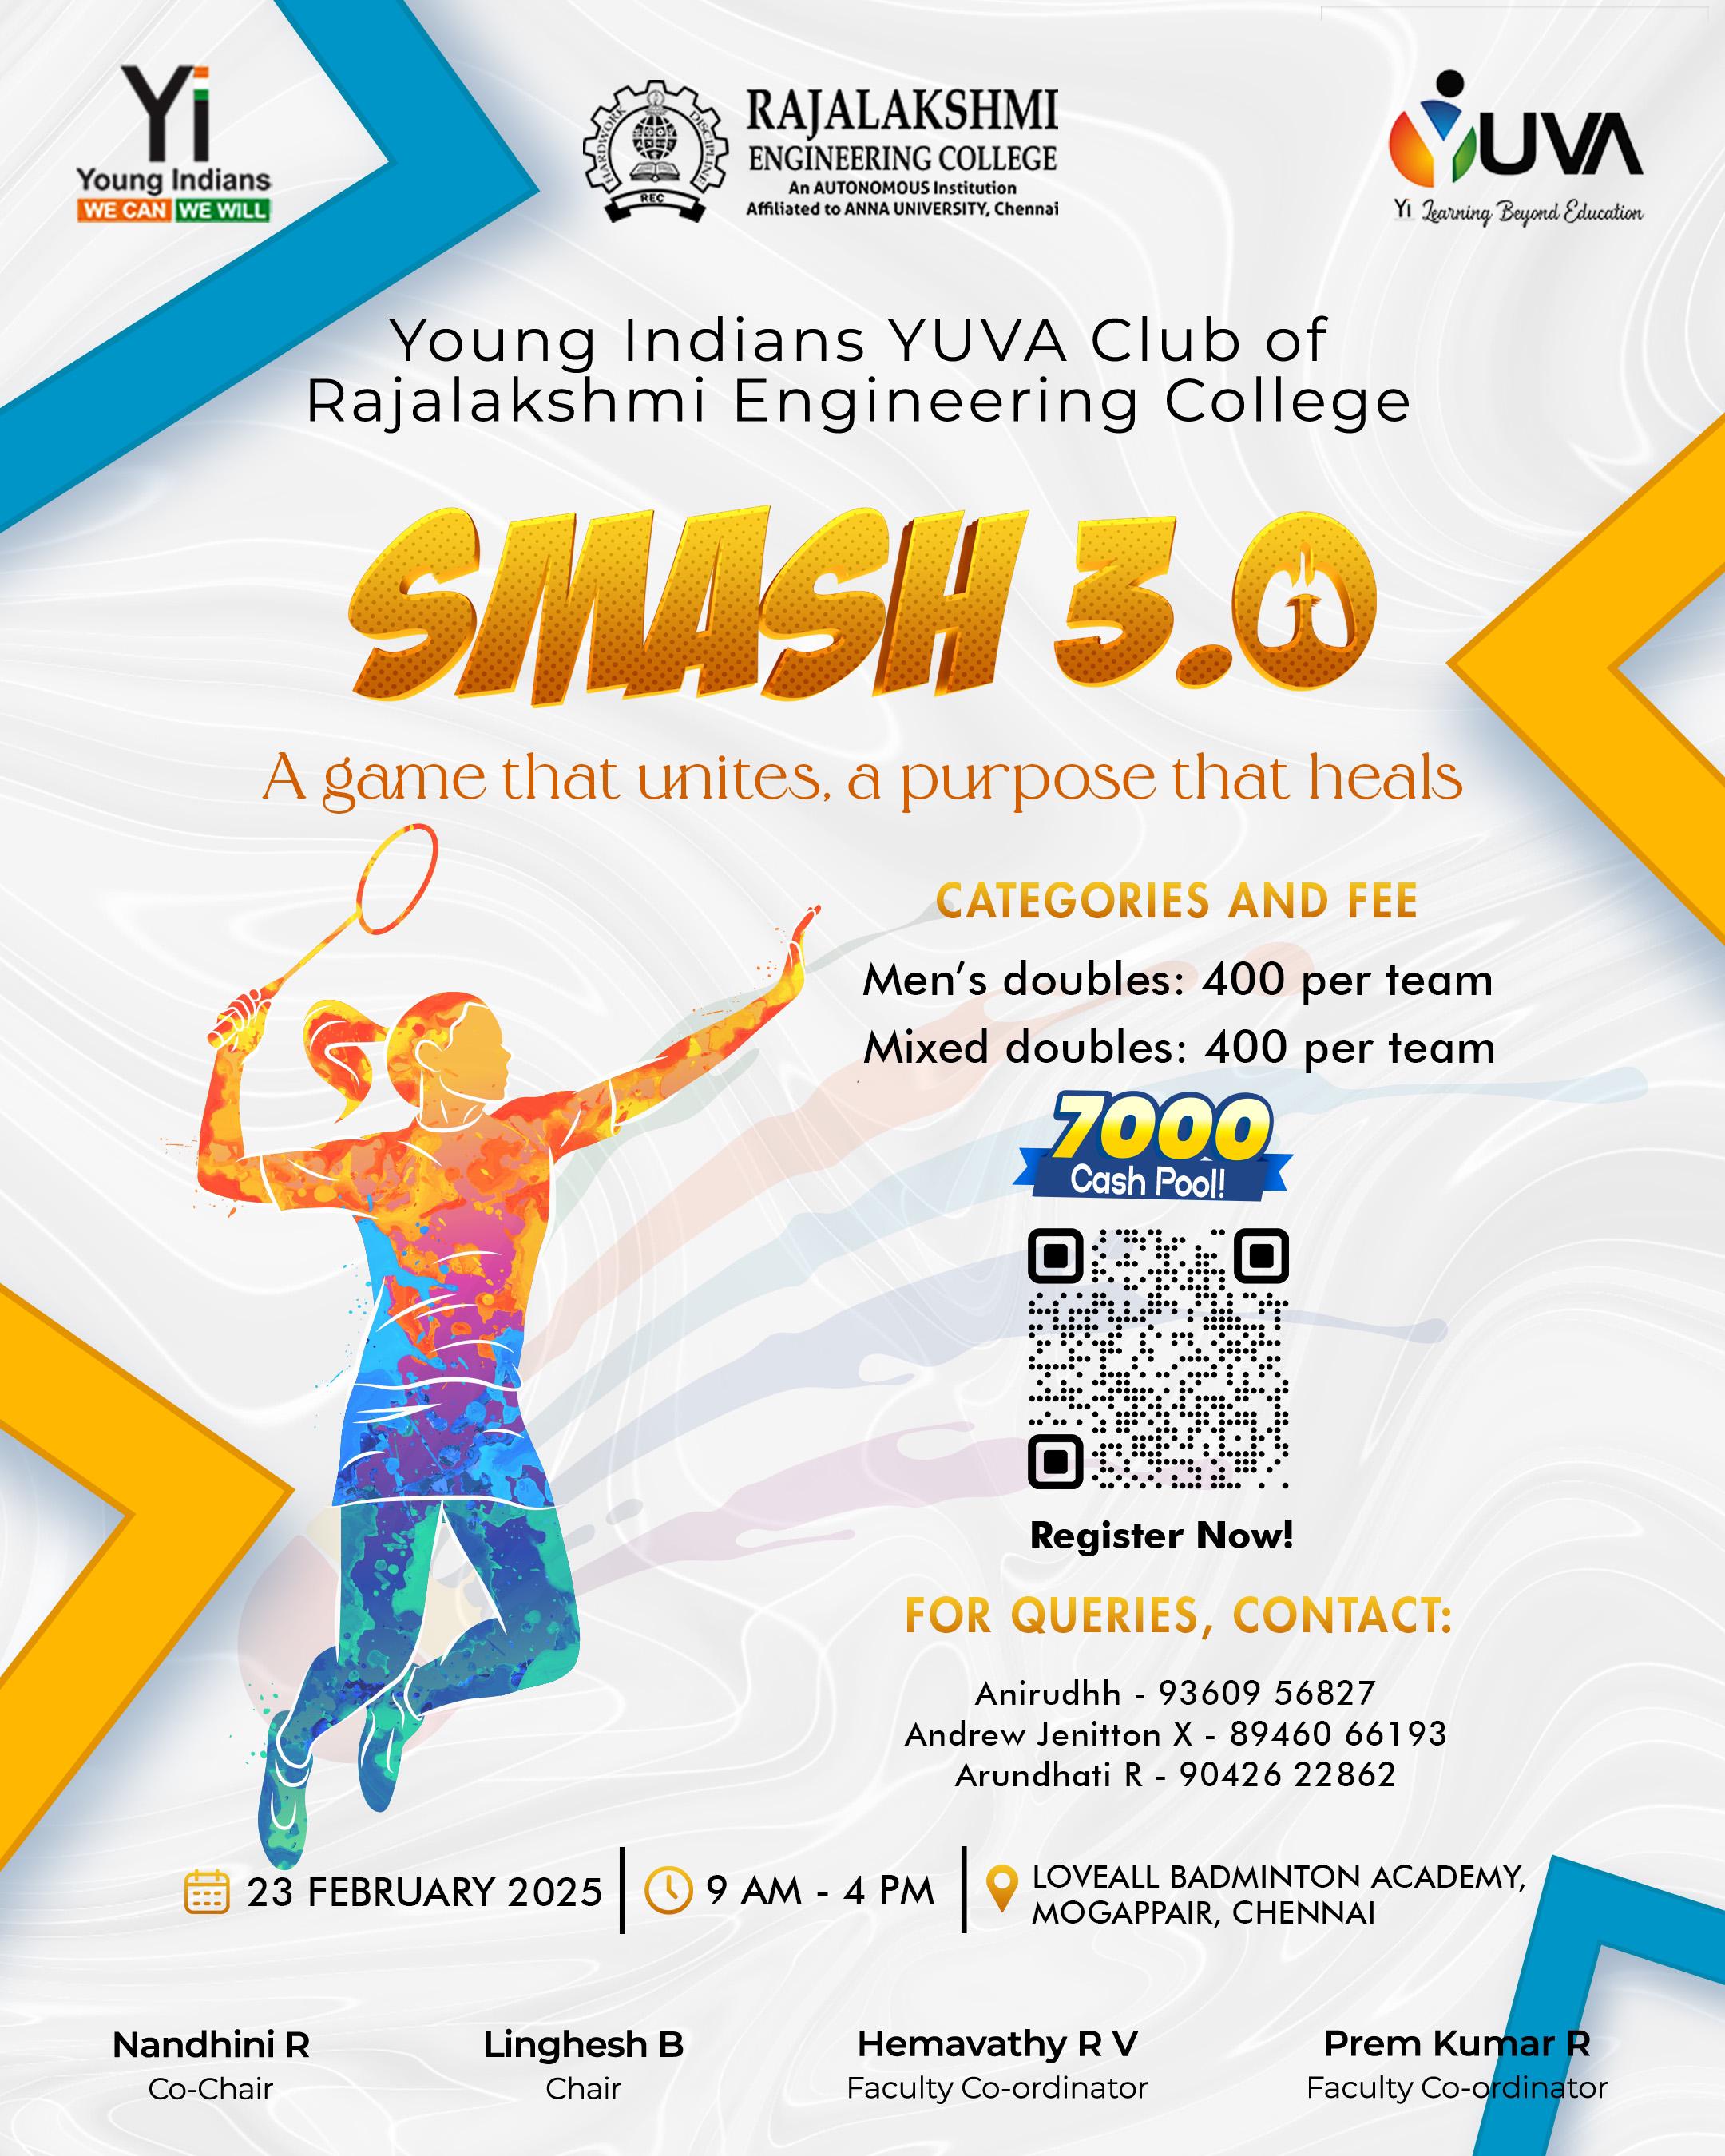 Yi
Young Indians
WE CAN WE WILL
HARDWORK DISCIPLINE
REC
RAJALAKSHMI
ENGINEERING COLLEGE
An AUTONOMOUS Institution
Affiliated to ANNA UNIVERSITY, Chennai
YUVA
Yi Learning Beyond Education
Young Indians YUVA Club of
Rajalakshmi Engineering College
SMASH 3.0
A game that unites, a purpose that heals
CATEGORIES AND FEE
Men's doubles: 400 per team
Mixed doubles: 400 per team
7000
Cash Pool!
Register Now!
FOR QUERIES, CONTACT:
Anirudhh - 93609 56827
Andrew Jenitton X - 89460 66193
Arundhati R - 90426 22862
23 FEBRUARY 2025
9 AM - 4 PM
LOVEALL BADMINTON ACADEMY,
MOGAPPAIR, CHENNAI
Nandhini R
Co-Chair
Linghesh B
Chair
Hemavathy R V
Faculty Co-ordinator
Prem Kumar R
Faculty Co-ordinator